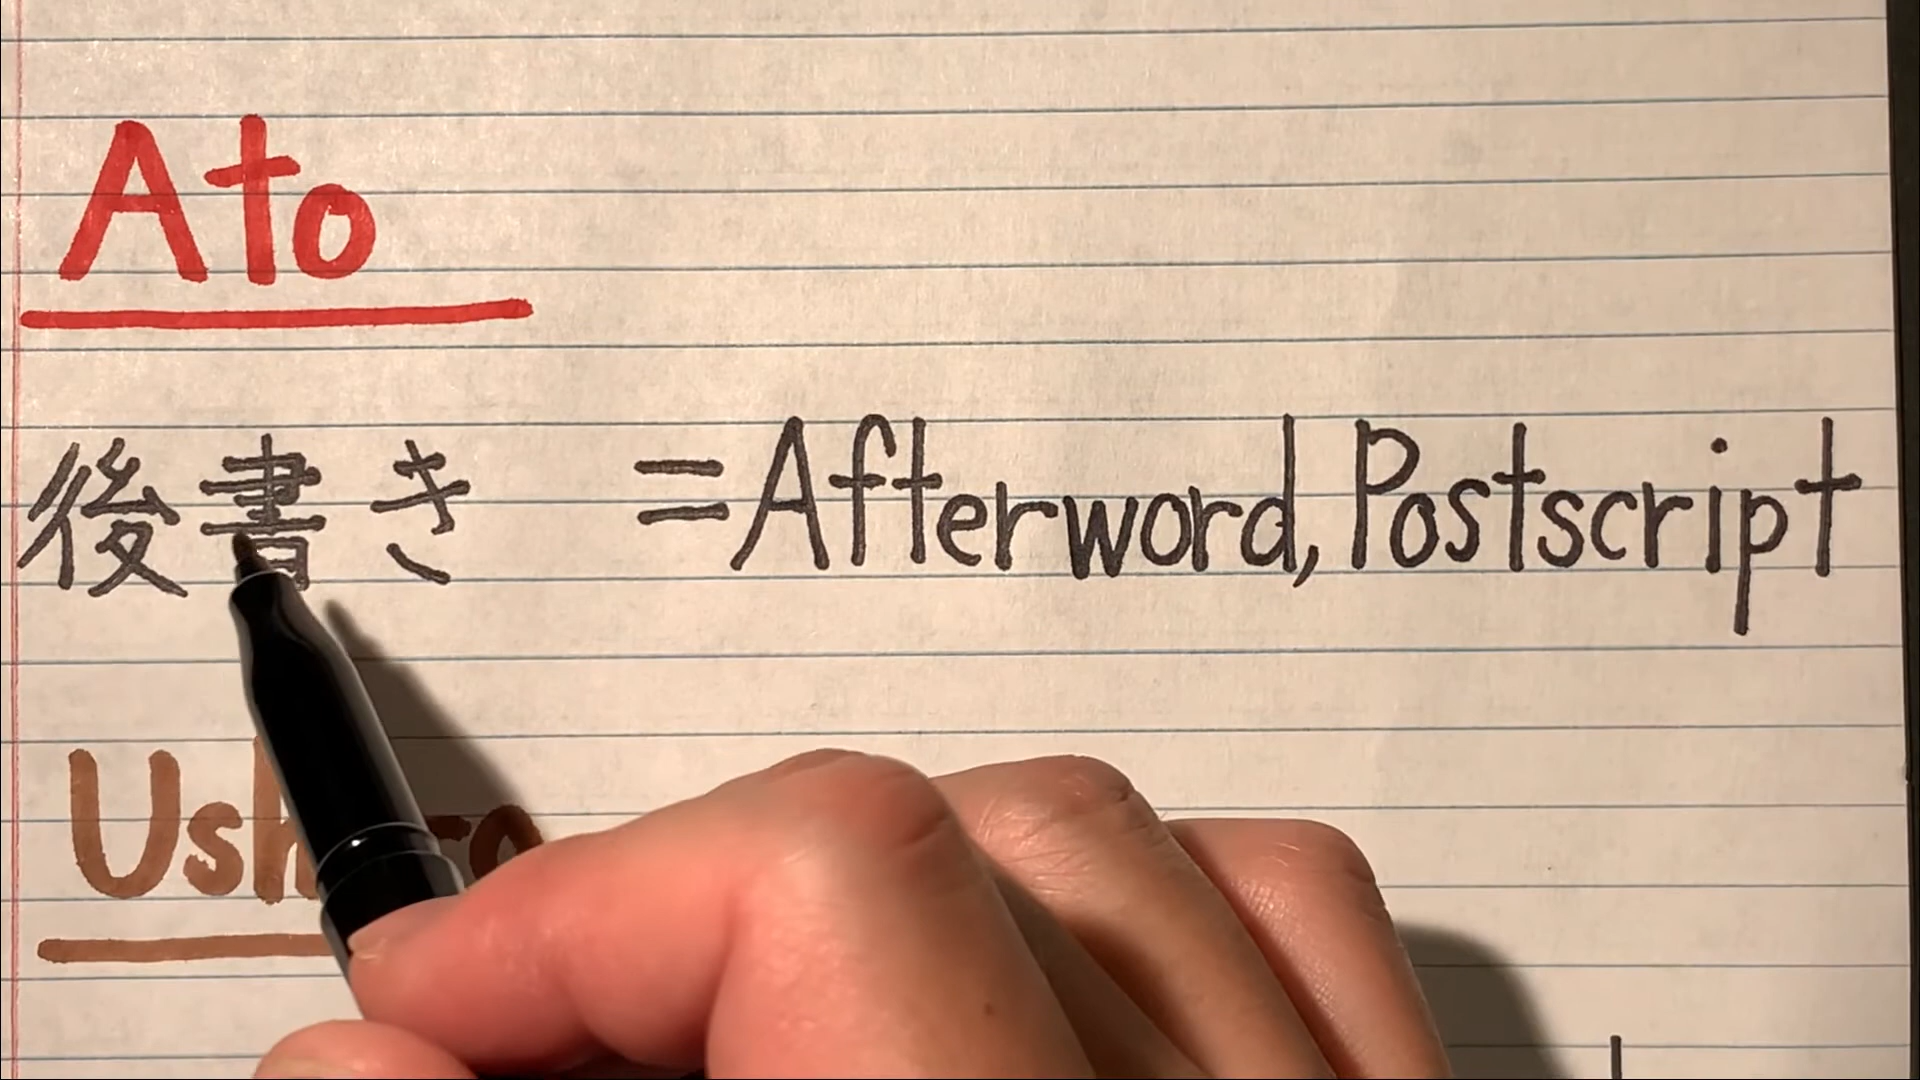 Ato
後書き =Afterword, Postscript